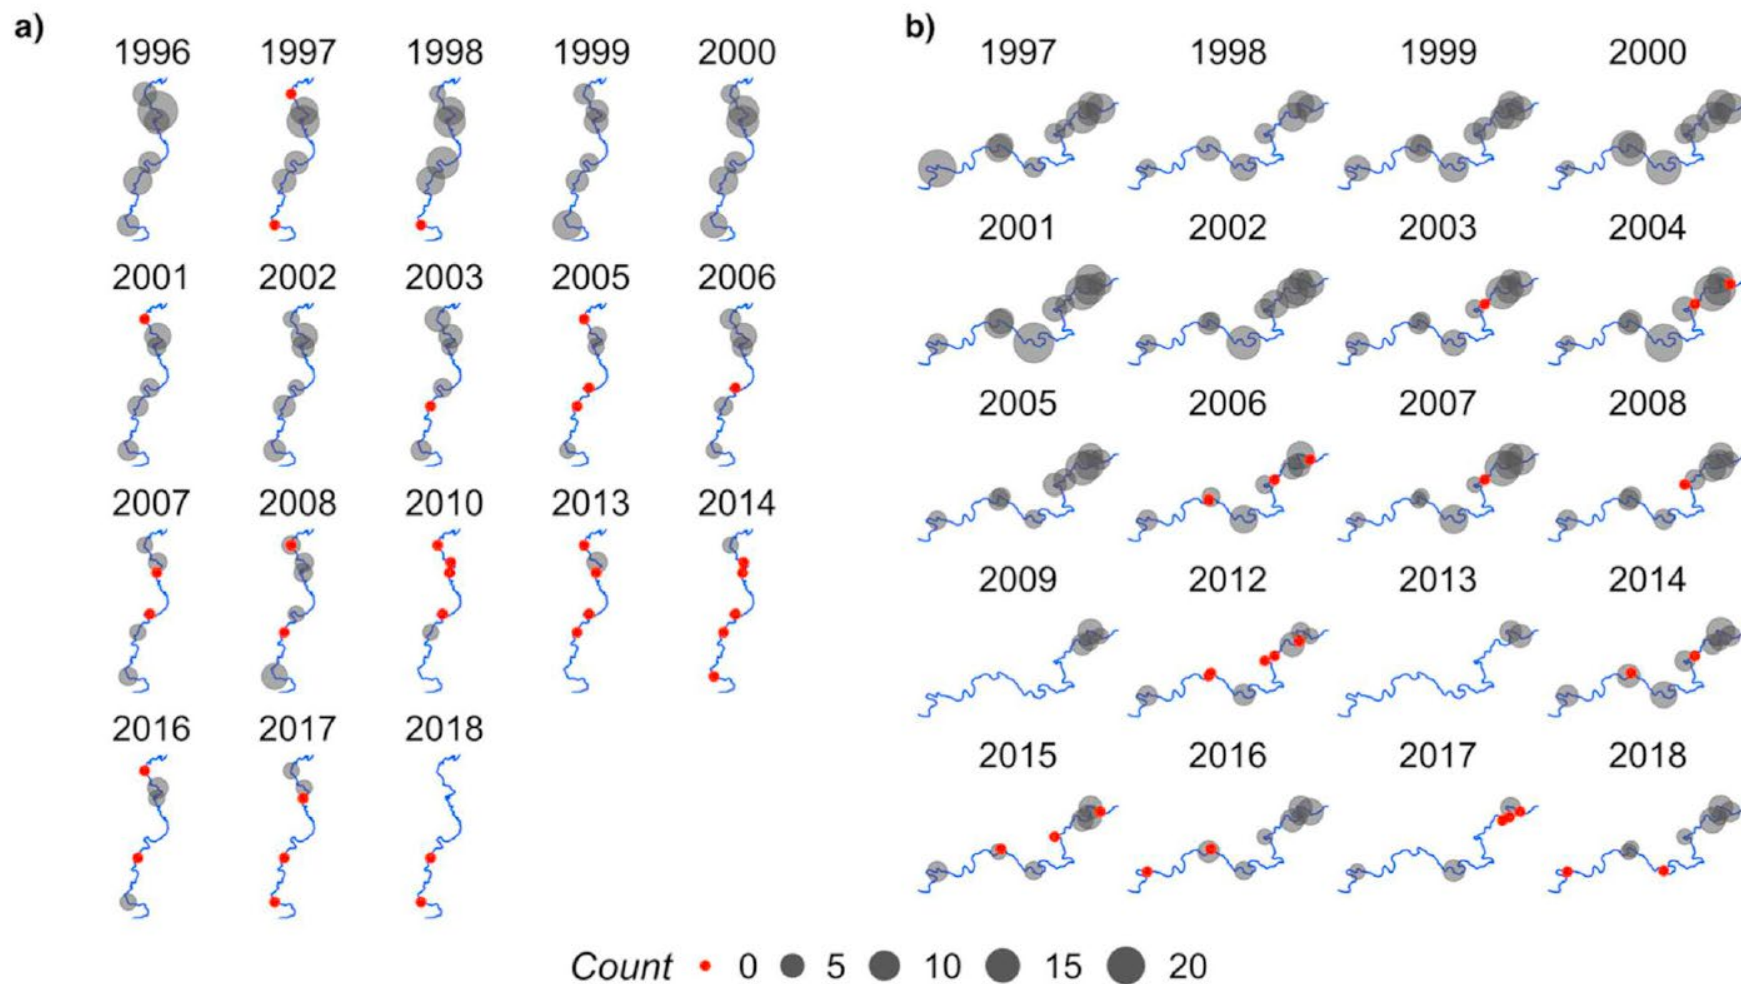 a)
1996 1997 1998 1999 2000
2001 2002 2003 2005 2006
2007 2008 2010 2013 2014
2016 2017 2018
b)
1997 1998 1999 2000
2001 2002 2003 2004
2005 2006 2007 2008
2009 2012 2013 2014
2015 2016 2017 2018
Count 0 5 10 15 20